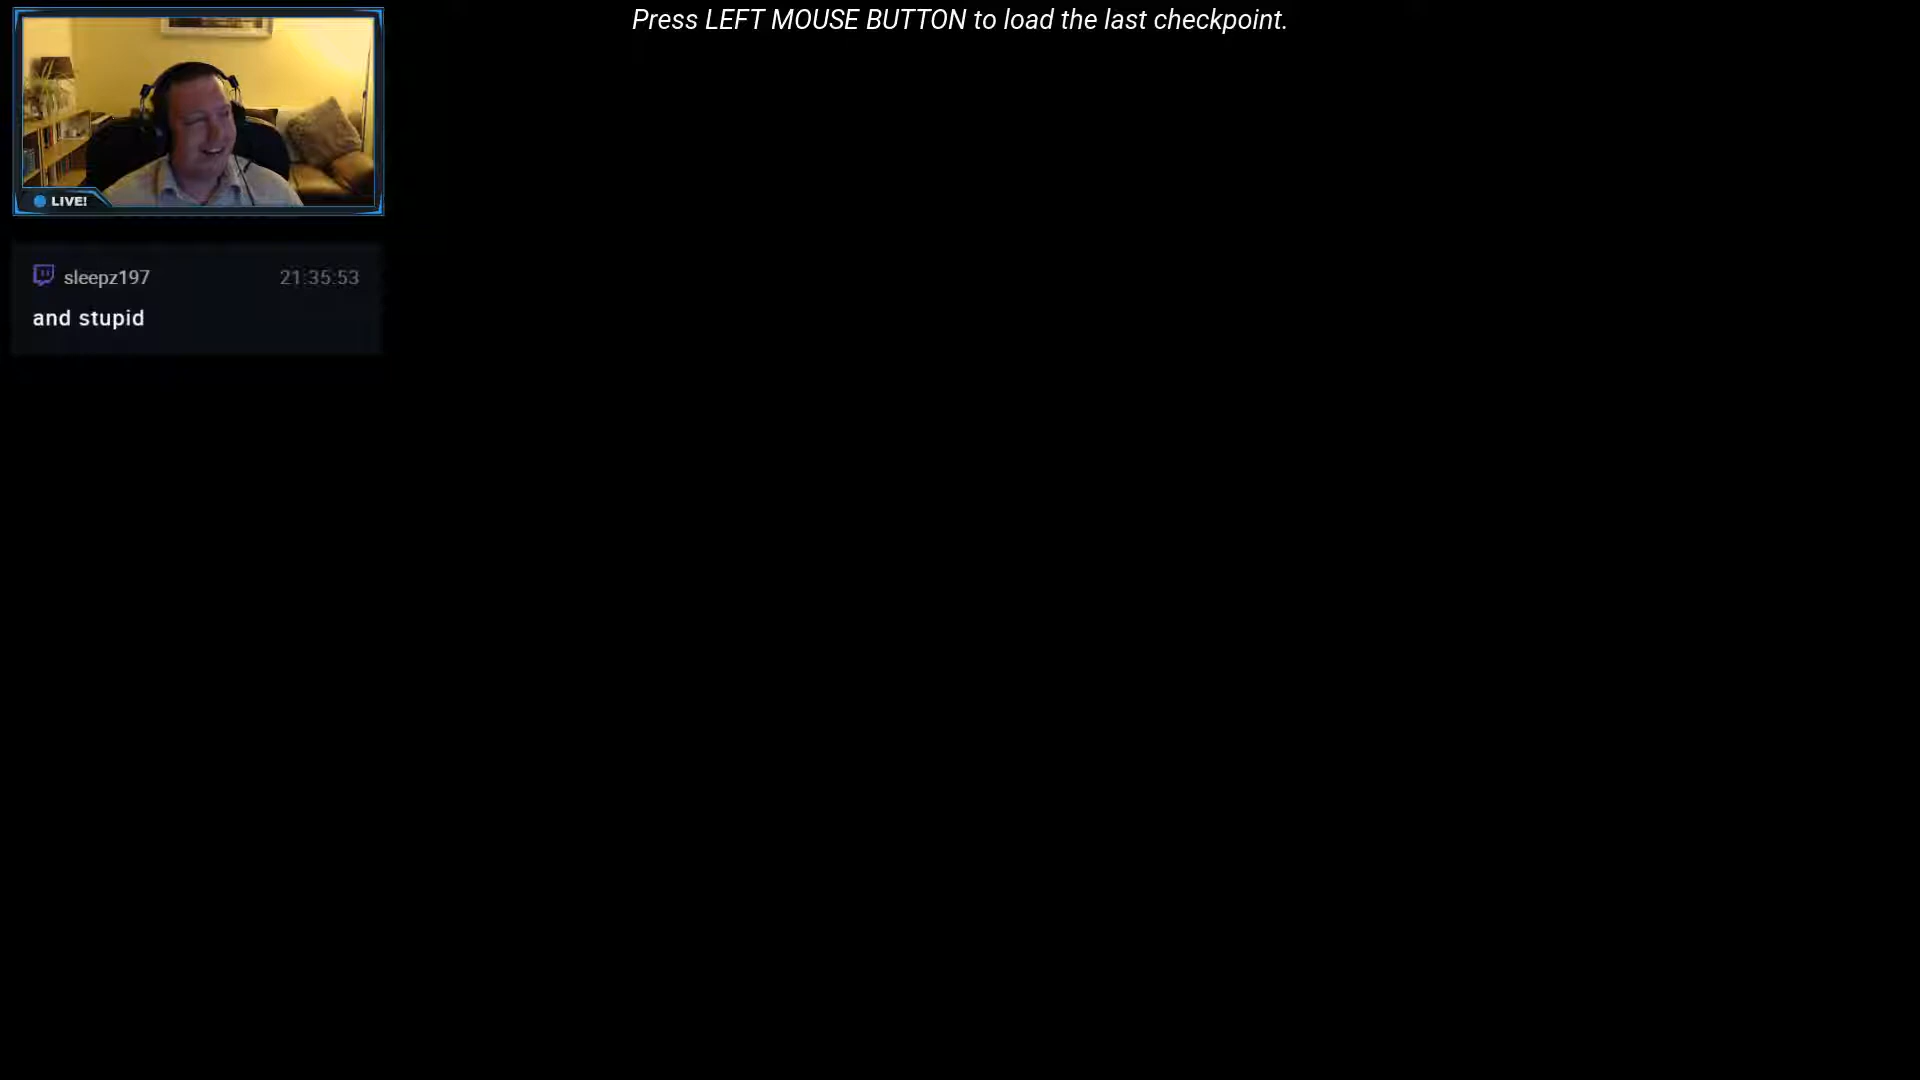 Press LEFT MOUSE BUTTON to load the last checkpoint.
LIVE!
sleepz197 21:35:53
and stupid